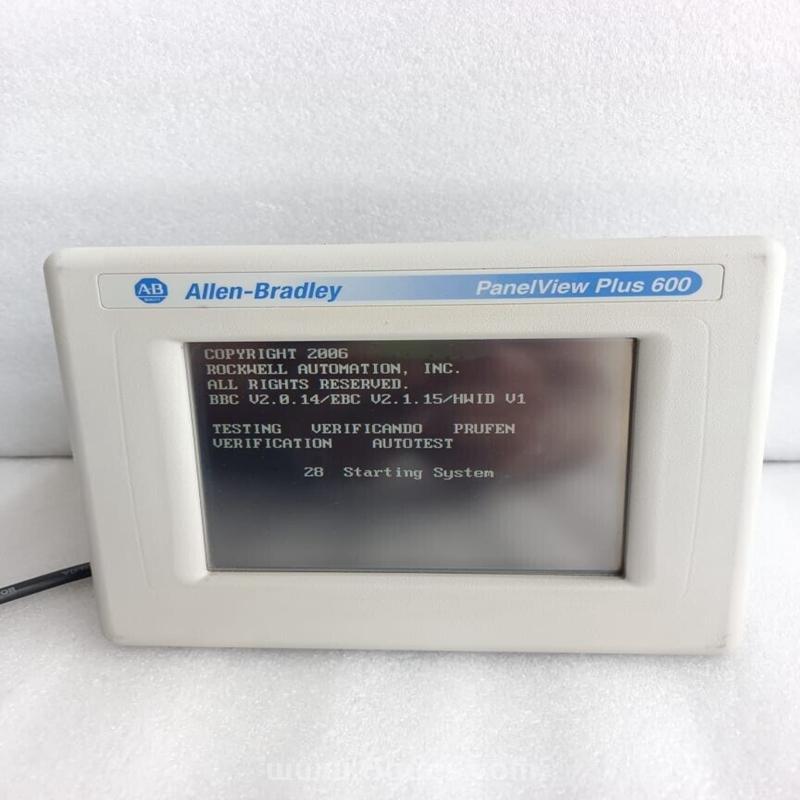 A-B
QUALITY
Allen-Bradley
PanelView Plus 600
COPYRIGHT 2006
ROCKWELL AUTOMATION, INC.
ALL RIGHTS RESERVED.
BBC V2.0.14/EBC V2.1.15/HWID V1
TESTING VERIFICANDO PRUFEN
VERIFICATION AUTOTEST
28 Starting System